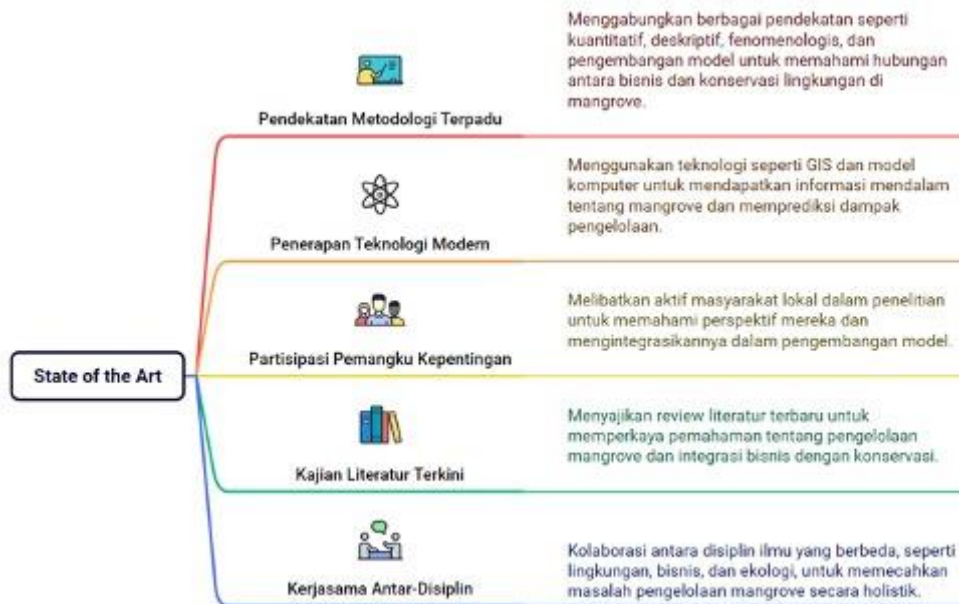 Menggabungkan berbagai pendekatan seperti
kuantitatif, deskriptif, fenomenologis, dan
pengembangan model untuk memahami hubungan
antara bisnis dan konservasi lingkungan di
mangrove.
Pendekatan Metodologi Terpadu
Menggunakan teknologi seperti GIS dan model
komputer untuk mendapatkan informasi mendalam
tentang mangrove dan memprediksi dampak
pengelolaan.
Penerapan Teknologi Modern
Melibatkan aktif masyarakat lokal dalam penelitian
untuk memahami perspektif mereka dan
mengintegrasikannya dalam pengembangan model.
Partisipasi Pemangku Kepentingan
State of the Art
Menyajikan review literatur terbaru untuk
memperkaya pemahaman tentang pengelolaan
mangrove dan integrasi bisnis dengan konservasi.
Kajian Literatur Terkini
Kolaborasi antara disiplin ilmu yang berbeda, seperti
lingkungan, bisnis, dan ekologi, untuk memecahkan
masalah pengelolaan mangrove secara holistik.
Kerjasama Antar-Disiplin